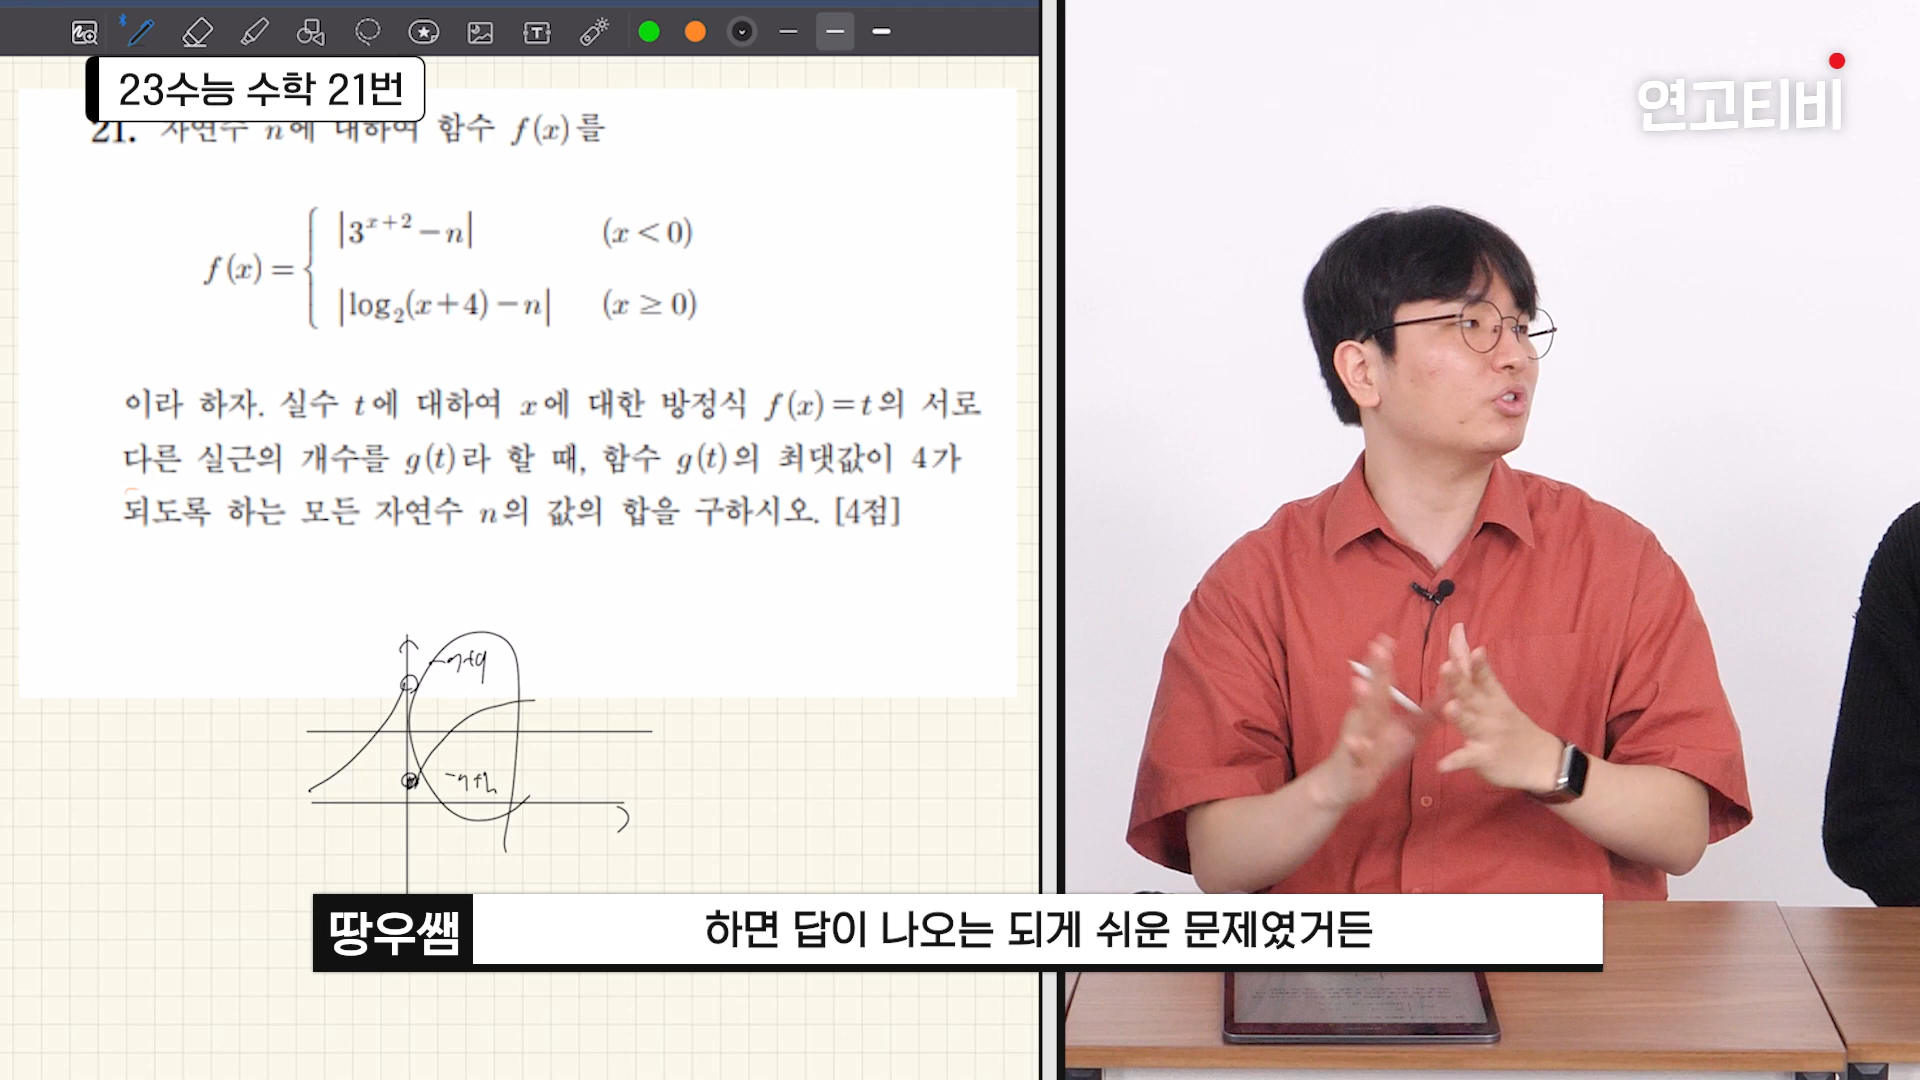 23수능 수학 21번
연고티비
21. 자연수 n에 대하여 함수 f(x)를
f(x) = { |3^{x+2} − n| (x < 0)
|log₂(x+4) − n| (x ≥ 0)
이라 하자. 실수 t에 대하여 x에 대한 방정식 f(x)=t의 서로
다른 실근의 개수를 g(t)라 할 때, 함수 g(t)의 최댓값이 4가
되도록 하는 모든 자연수 n의 값의 합을 구하시오. [4점]
-n+9
땅우쌤
하면 답이 나오는 되게 쉬운 문제였거든